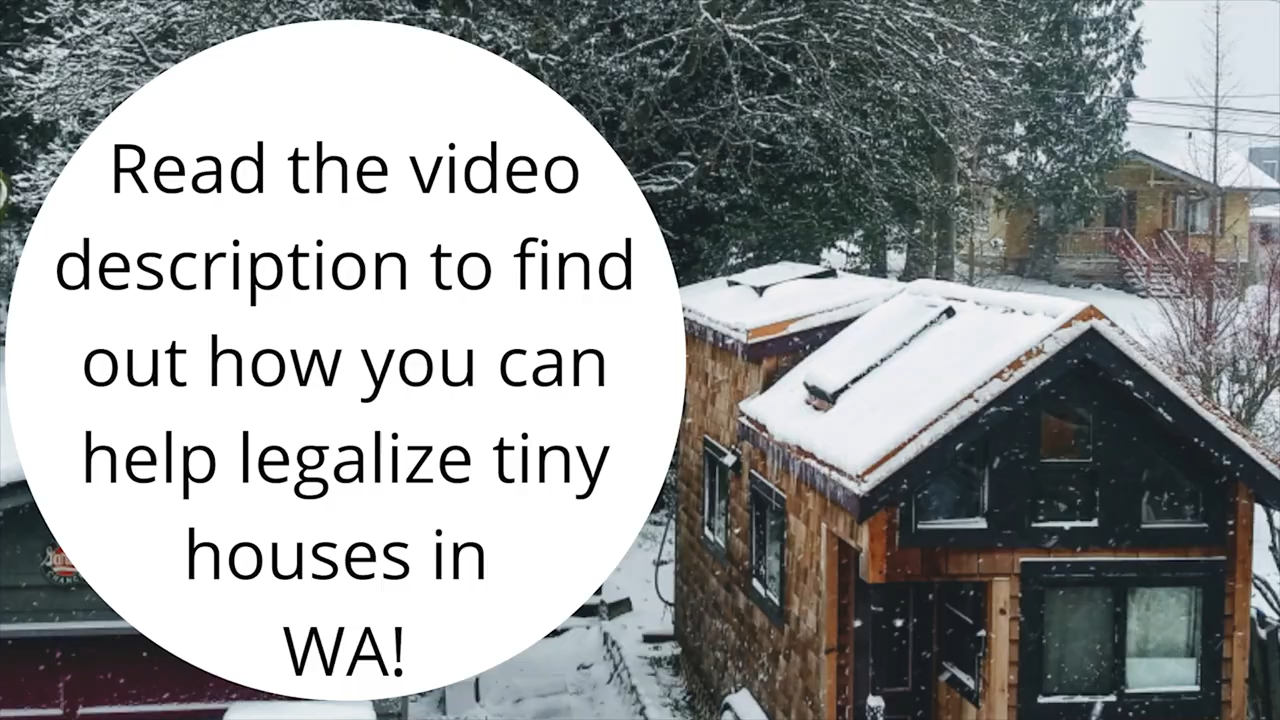 Read the video
description to find
out how you can
help legalize tiny
houses in
WA!